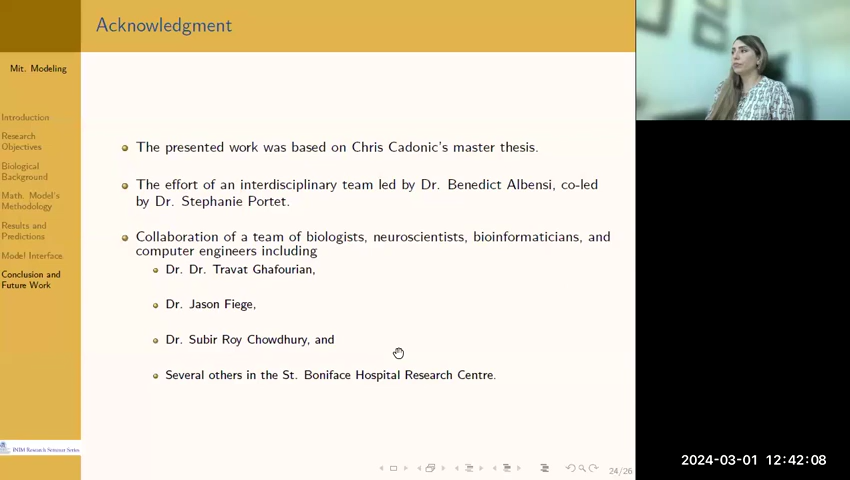 Acknowledgment
Mit. Modeling
Introduction
Research
Objectives
Biological
Background
Math. Model's
Methodology
Results and
Predictions
Model Interface
Conclusion and
Future Work
The presented work was based on Chris Cadonic's master thesis.
The effort of an interdisciplinary team led by Dr. Benedict Albensi, co-led
by Dr. Stephanie Portet.
Collaboration of a team of biologists, neuroscientists, bioinformaticians, and
computer engineers including
Dr. Dr. Travat Ghafourian,
Dr. Jason Fiege,
Dr. Subir Roy Chowdhury, and
Several others in the St. Boniface Hospital Research Centre.
Research Seminar Series
24/26
2024-03-01 12:42:08